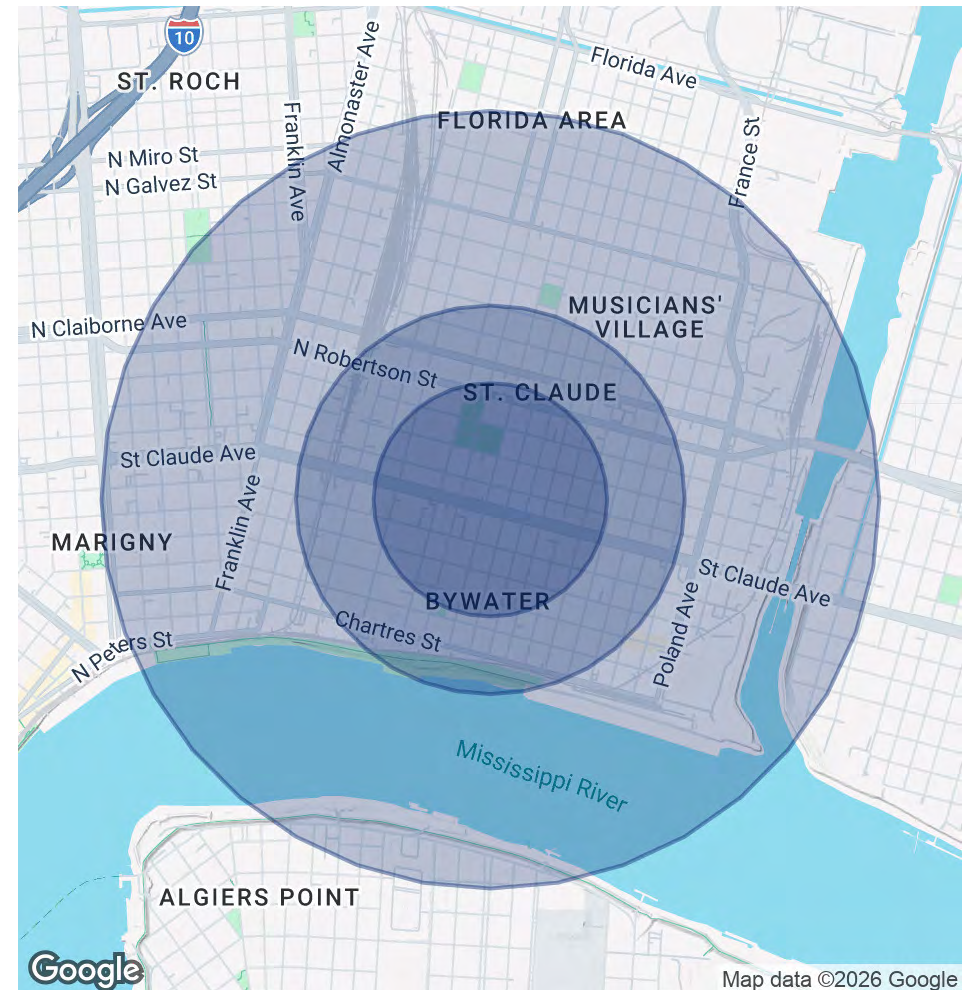 10
Florida Ave
ST. ROCH
Almonaster Ave
Franklin Ave
FLORIDA AREA
France St
N Miro St
N Galvez St
MUSICIANS'
VILLAGE
N Claiborne Ave
N Robertson St
ST. CLAUDE
St Claude Ave
Franklin Ave
MARIGNY
St Claude Ave
BYWATER
Poland Ave
Chartres St
N Peters St
Mississippi River
ALGIERS POINT
Google
Map data ©2026 Google